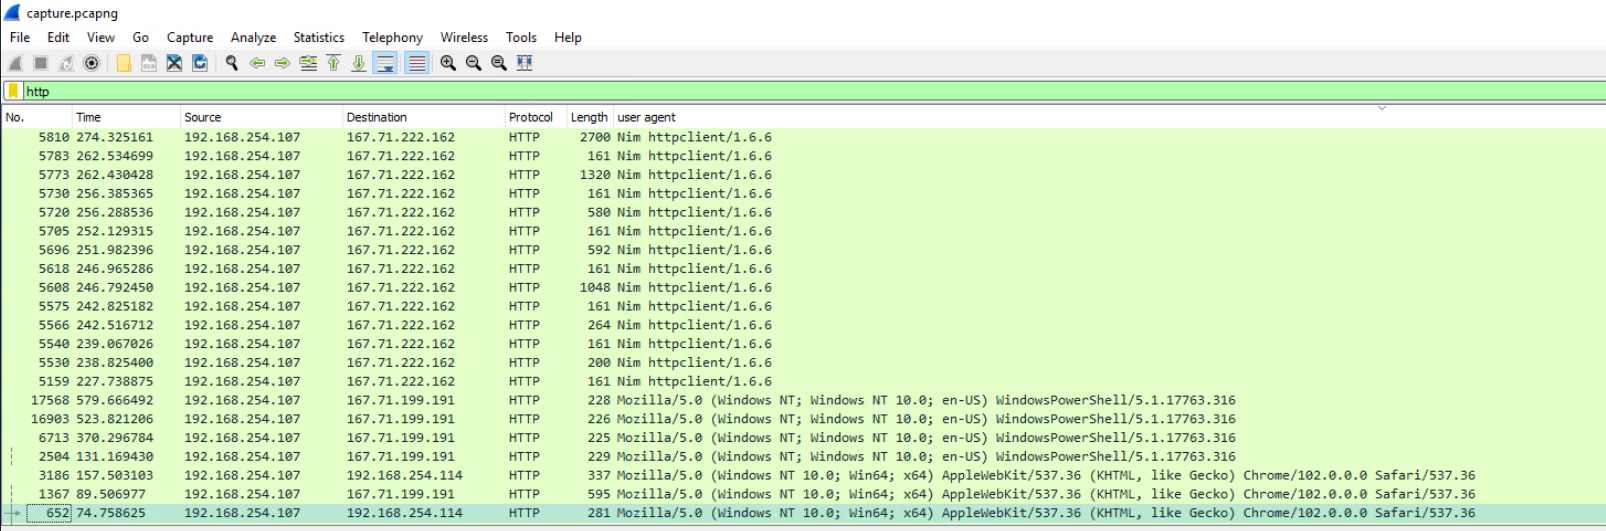 capture.pcapng
File Edit View Go Capture Analyze Statistics Telephony Wireless Tools Help
http
No. Time Source Destination Protocol Length user agent
5810 274.325161 192.168.254.107 167.71.222.162 HTTP 2700 Nim httpclient/1.6.6
5783 262.534699 192.168.254.107 167.71.222.162 HTTP 161 Nim httpclient/1.6.6
5773 262.430428 192.168.254.107 167.71.222.162 HTTP 1320 Nim httpclient/1.6.6
5730 256.385365 192.168.254.107 167.71.222.162 HTTP 161 Nim httpclient/1.6.6
5720 256.288536 192.168.254.107 167.71.222.162 HTTP 580 Nim httpclient/1.6.6
5705 252.129315 192.168.254.107 167.71.222.162 HTTP 161 Nim httpclient/1.6.6
5696 251.982396 192.168.254.107 167.71.222.162 HTTP 592 Nim httpclient/1.6.6
5618 246.965286 192.168.254.107 167.71.222.162 HTTP 161 Nim httpclient/1.6.6
5608 246.792450 192.168.254.107 167.71.222.162 HTTP 1048 Nim httpclient/1.6.6
5575 242.825182 192.168.254.107 167.71.222.162 HTTP 161 Nim httpclient/1.6.6
5566 242.516712 192.168.254.107 167.71.222.162 HTTP 264 Nim httpclient/1.6.6
5540 239.067026 192.168.254.107 167.71.222.162 HTTP 161 Nim httpclient/1.6.6
5530 238.825400 192.168.254.107 167.71.222.162 HTTP 200 Nim httpclient/1.6.6
5159 227.738875 192.168.254.107 167.71.222.162 HTTP 161 Nim httpclient/1.6.6
17568 579.666492 192.168.254.107 167.71.199.191 HTTP 228 Mozilla/5.0 (Windows NT; Windows NT 10.0; en-US) WindowsPowerShell/5.1.17763.316
16903 523.821206 192.168.254.107 167.71.199.191 HTTP 226 Mozilla/5.0 (Windows NT; Windows NT 10.0; en-US) WindowsPowerShell/5.1.17763.316
6713 370.296784 192.168.254.107 167.71.199.191 HTTP 225 Mozilla/5.0 (Windows NT; Windows NT 10.0; en-US) WindowsPowerShell/5.1.17763.316
2504 131.169430 192.168.254.107 167.71.199.191 HTTP 229 Mozilla/5.0 (Windows NT; Windows NT 10.0; en-US) WindowsPowerShell/5.1.17763.316
3186 157.503103 192.168.254.107 192.168.254.114 HTTP 337 Mozilla/5.0 (Windows NT 10.0; Win64; x64) AppleWebKit/537.36 (KHTML, like Gecko) Chrome/102.0.0.0 Safari/537.36
1367 89.506977 192.168.254.107 167.71.199.191 HTTP 595 Mozilla/5.0 (Windows NT 10.0; Win64; x64) AppleWebKit/537.36 (KHTML, like Gecko) Chrome/102.0.0.0 Safari/537.36
652 74.758625 192.168.254.107 192.168.254.114 HTTP 281 Mozilla/5.0 (Windows NT 10.0; Win64; x64) AppleWebKit/537.36 (KHTML, like Gecko) Chrome/102.0.0.0 Safari/537.36